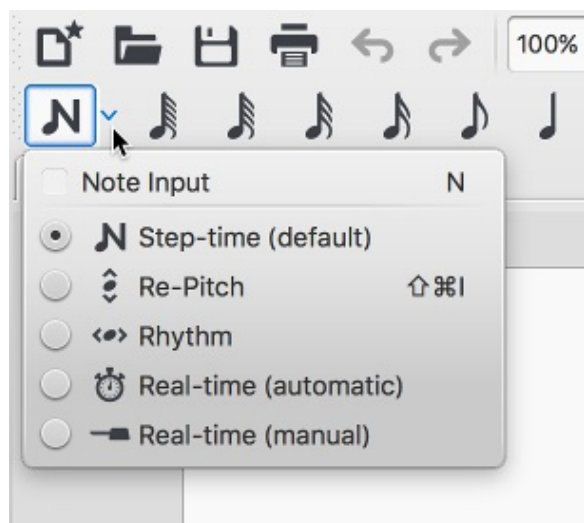 100%
Note Input N
Step-time (default)
Re-Pitch ⇧⌘I
Rhythm
Real-time (automatic)
Real-time (manual)